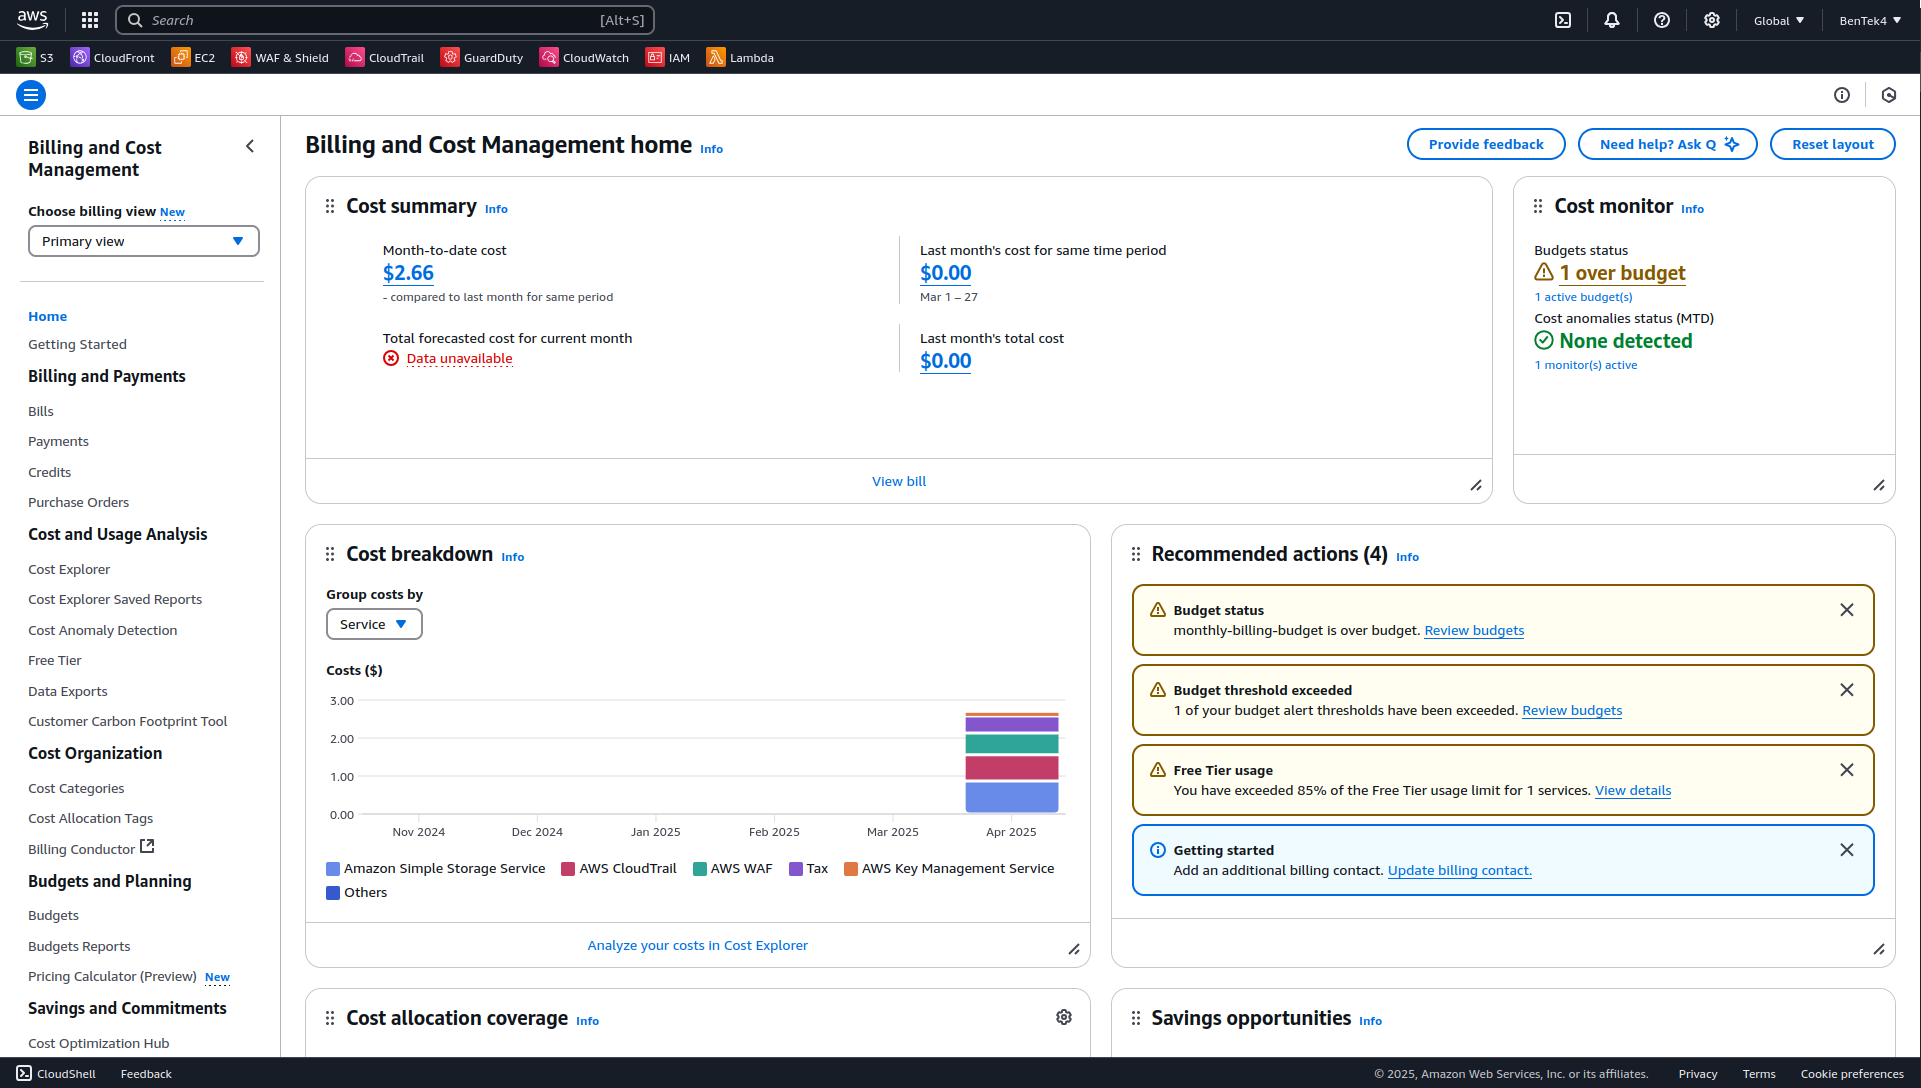 aws
Search [Alt+S]
Global
BenTek4
S3
CloudFront
EC2
WAF & Shield
CloudTrail
GuardDuty
CloudWatch
IAM
Lambda
Billing and Cost
Management
Choose billing view New
Primary view
Home
Getting Started
Billing and Payments
Bills
Payments
Credits
Purchase Orders
Cost and Usage Analysis
Cost Explorer
Cost Explorer Saved Reports
Cost Anomaly Detection
Free Tier
Data Exports
Customer Carbon Footprint Tool
Cost Organization
Cost Categories
Cost Allocation Tags
Billing Conductor
Budgets and Planning
Budgets
Budgets Reports
Pricing Calculator (Preview) New
Savings and Commitments
Cost Optimization Hub
Billing and Cost Management home Info
Provide feedback
Need help? Ask Q
Reset layout
Cost summary Info
Month-to-date cost
$2.66
- compared to last month for same period
Last month's cost for same time period
$0.00
Mar 1 – 27
Total forecasted cost for current month
Data unavailable
Last month's total cost
$0.00
View bill
Cost monitor Info
Budgets status
1 over budget
1 active budget(s)
Cost anomalies status (MTD)
None detected
1 monitor(s) active
Cost breakdown Info
Group costs by
Service
Costs ($)
3.00
2.00
1.00
0.00
Nov 2024 Dec 2024 Jan 2025 Feb 2025 Mar 2025 Apr 2025
Amazon Simple Storage Service AWS CloudTrail AWS WAF Tax AWS Key Management Service
Others
Analyze your costs in Cost Explorer
Recommended actions (4) Info
Budget status
monthly-billing-budget is over budget. Review budgets
Budget threshold exceeded
1 of your budget alert thresholds have been exceeded. Review budgets
Free Tier usage
You have exceeded 85% of the Free Tier usage limit for 1 services. View details
Getting started
Add an additional billing contact. Update billing contact.
Cost allocation coverage Info
Savings opportunities Info
CloudShell
Feedback
© 2025, Amazon Web Services, Inc. or its affiliates.
Privacy
Terms
Cookie preferences